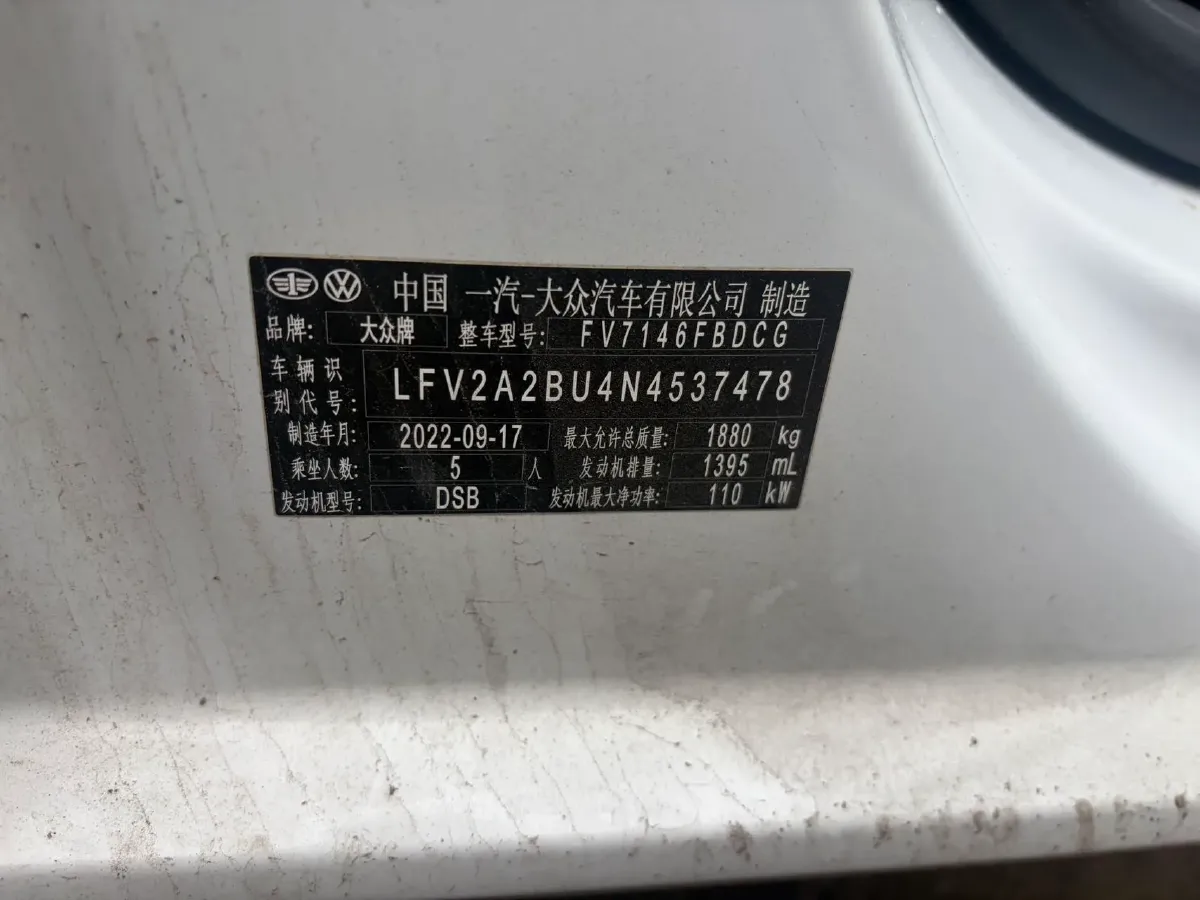 中国 一汽-大众汽车有限公司 制造
品牌: 大众牌 整车型号: FV7146FBDCG
车辆识
别代号: LFV2A2BU4N4537478
制造年月: 2022-09-17 最大允许总质量: 1880 kg
乘坐人数: 5 人 发动机排量: 1395 mL
发动机型号: DSB 发动机最大净功率: 110 kW